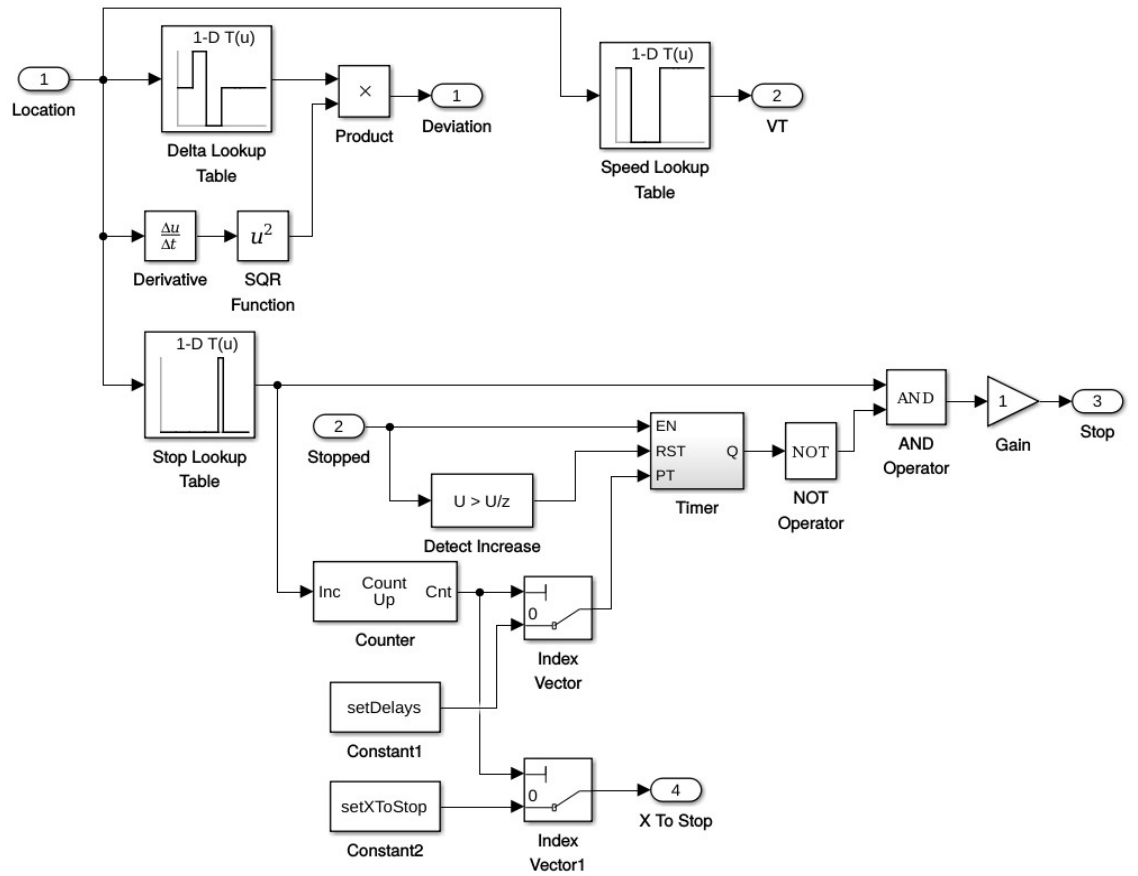 1-D T(u)
1
Location
Delta Lookup
Table
×
Product
1
Deviation
1-D T(u)
Speed Lookup
Table
2
VT
Δu
Δt
Derivative
u²
SQR
Function
1-D T(u)
Stop Lookup
Table
2
Stopped
U > U/z
Detect Increase
EN
RST
PT
Q
Timer
NOT
NOT
Operator
AND
AND
Operator
1
Gain
3
Stop
Inc
Count
Up
Cnt
Counter
0
Index
Vector
setDelays
Constant1
setXToStop
Constant2
0
Index
Vector1
4
X To Stop